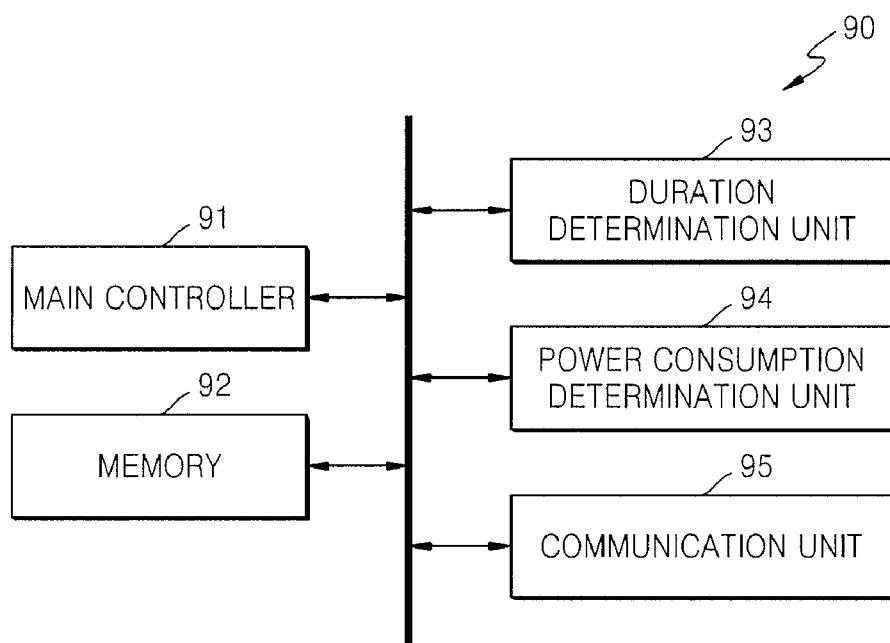 90
93
DURATION
DETERMINATION UNIT
91
MAIN CONTROLLER
94
POWER CONSUMPTION
DETERMINATION UNIT
92
MEMORY
95
COMMUNICATION UNIT